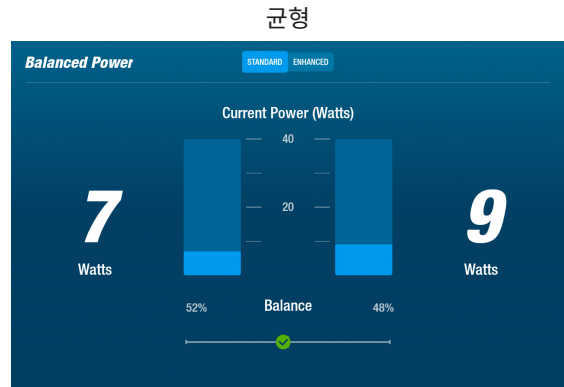 균형
Balanced Power
STANDARD ENHANCED
Current Power (Watts)
40
20
7
Watts
9
Watts
52% Balance 48%